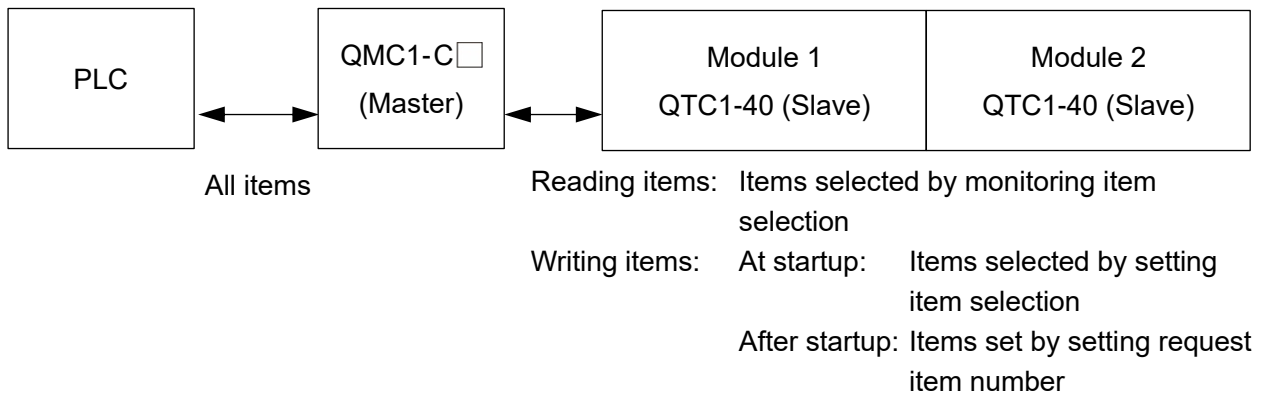 PLC
QMC1-C□
(Master)
Module 1
QTC1-40 (Slave)
Module 2
QTC1-40 (Slave)
All items
Reading items: Items selected by monitoring item
selection
Writing items: At startup: Items selected by setting
item selection
After startup: Items set by setting request
item number